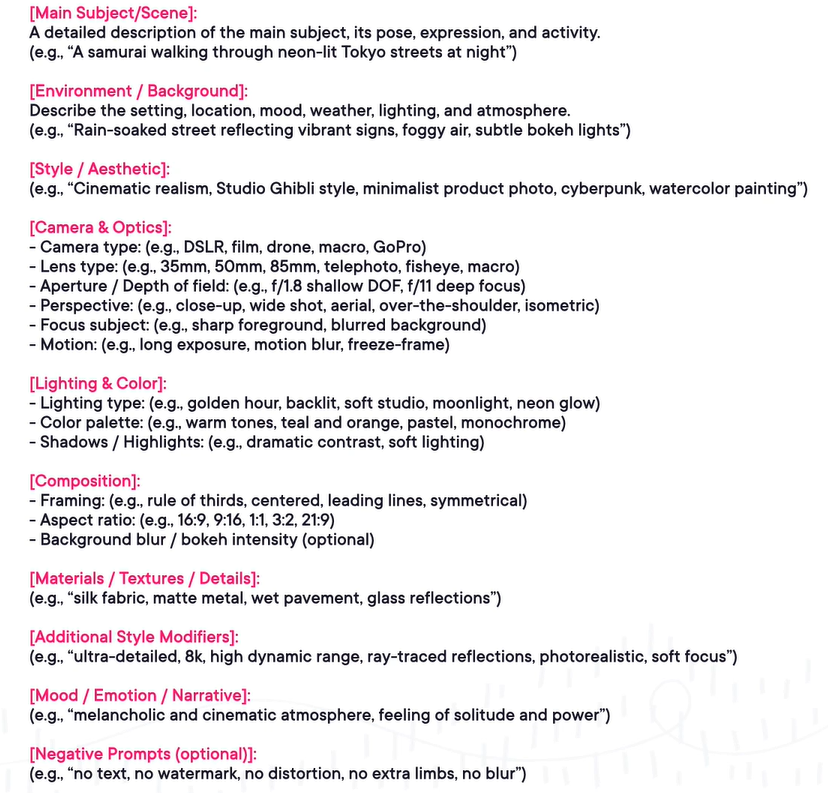 [Main Subject/Scene]:
A detailed description of the main subject, its pose, expression, and activity.
(e.g., “A samurai walking through neon-lit Tokyo streets at night”)
[Environment / Background]:
Describe the setting, location, mood, weather, lighting, and atmosphere.
(e.g., “Rain-soaked street reflecting vibrant signs, foggy air, subtle bokeh lights”)
[Style / Aesthetic]:
(e.g., “Cinematic realism, Studio Ghibli style, minimalist product photo, cyberpunk, watercolor painting”)
[Camera & Optics]:
- Camera type: (e.g., DSLR, film, drone, macro, GoPro)
- Lens type: (e.g., 35mm, 50mm, 85mm, telephoto, fisheye, macro)
- Aperture / Depth of field: (e.g., f/1.8 shallow DOF, f/11 deep focus)
- Perspective: (e.g., close-up, wide shot, aerial, over-the-shoulder, isometric)
- Focus subject: (e.g., sharp foreground, blurred background)
- Motion: (e.g., long exposure, motion blur, freeze-frame)
[Lighting & Color]:
- Lighting type: (e.g., golden hour, backlit, soft studio, moonlight, neon glow)
- Color palette: (e.g., warm tones, teal and orange, pastel, monochrome)
- Shadows / Highlights: (e.g., dramatic contrast, soft lighting)
[Composition]:
- Framing: (e.g., rule of thirds, centered, leading lines, symmetrical)
- Aspect ratio: (e.g., 16:9, 9:16, 1:1, 3:2, 21:9)
- Background blur / bokeh intensity (optional)
[Materials / Textures / Details]:
(e.g., “silk fabric, matte metal, wet pavement, glass reflections”)
[Additional Style Modifiers]:
(e.g., “ultra-detailed, 8k, high dynamic range, ray-traced reflections, photorealistic, soft focus”)
[Mood / Emotion / Narrative]:
(e.g., “melancholic and cinematic atmosphere, feeling of solitude and power”)
[Negative Prompts (optional)]:
(e.g., “no text, no watermark, no distortion, no extra limbs, no blur”)